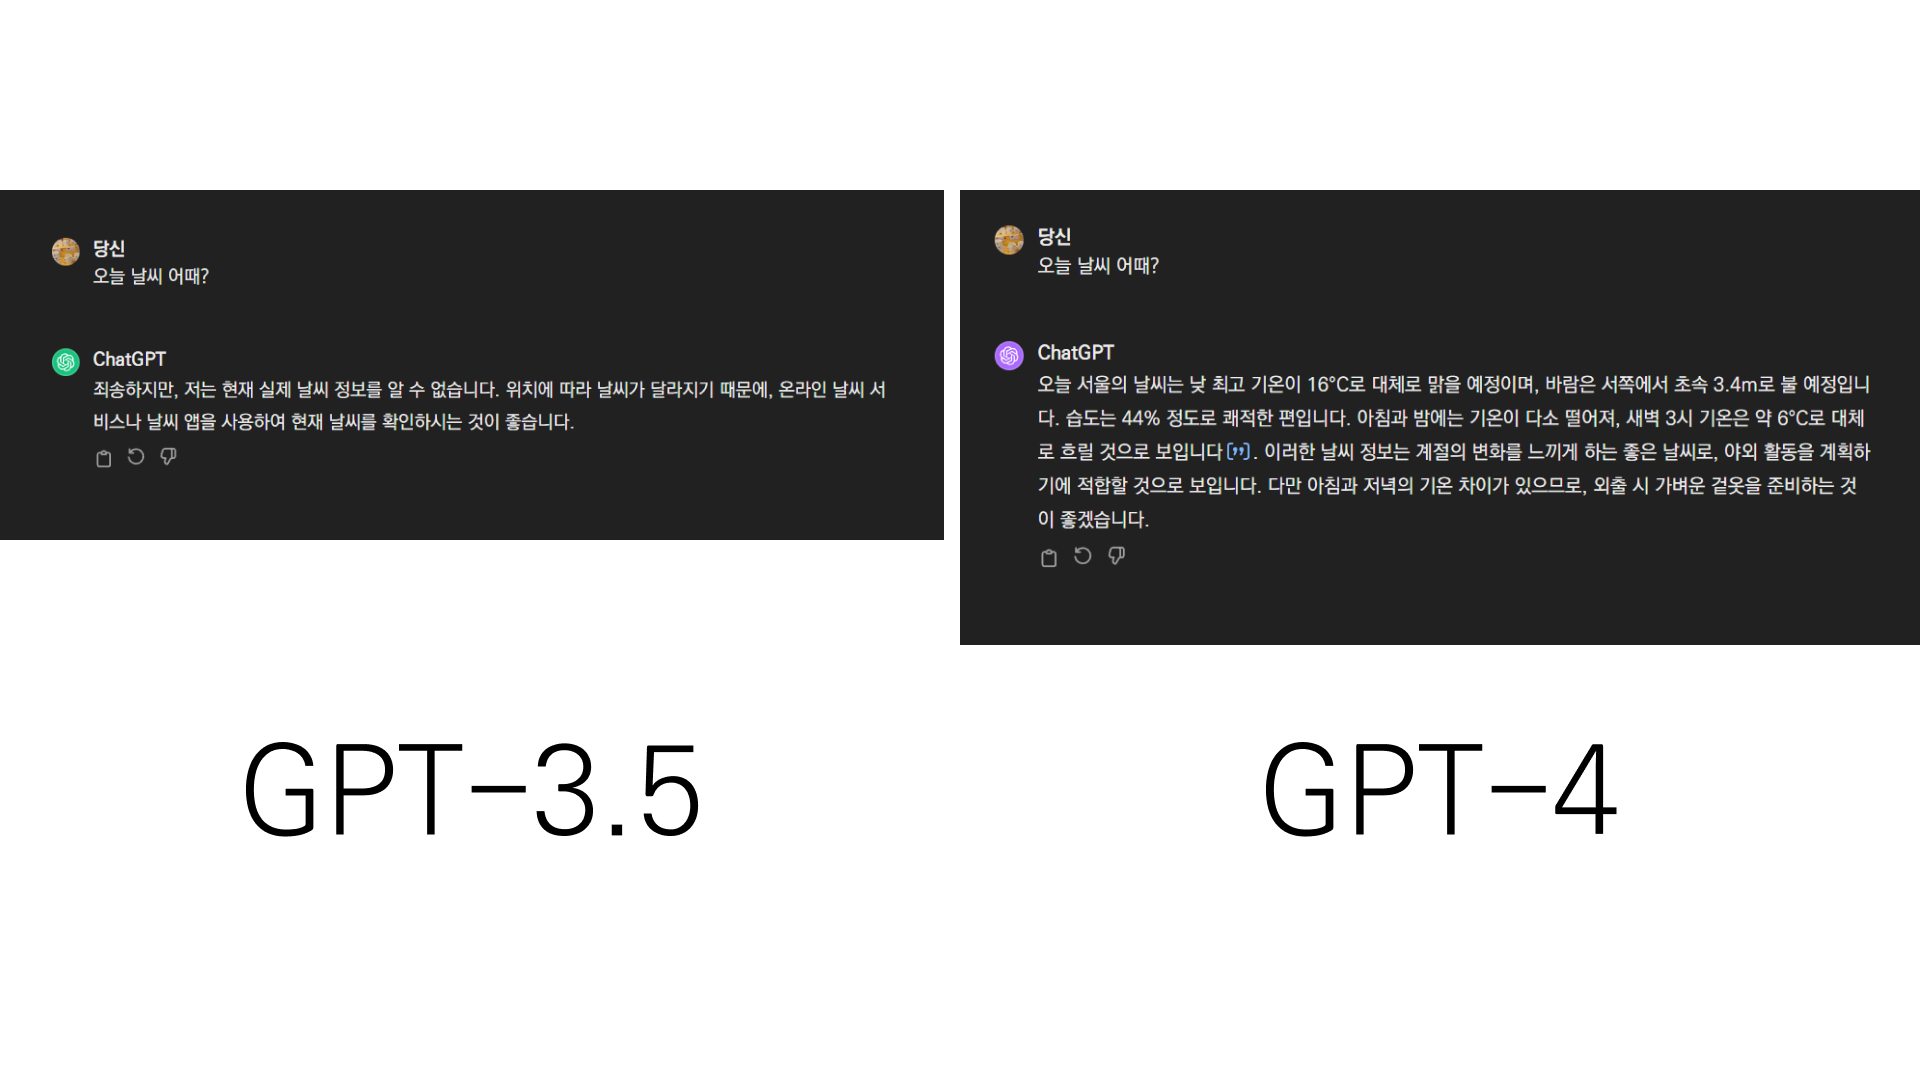 당신
오늘 날씨 어때?
ChatGPT
죄송하지만, 저는 현재 실제 날씨 정보를 알 수 없습니다. 위치에 따라 날씨가 달라지기 때문에, 온라인 날씨 서
비스나 날씨 앱을 사용하여 현재 날씨를 확인하시는 것이 좋습니다.
GPT-3.5
당신
오늘 날씨 어때?
ChatGPT
오늘 서울의 날씨는 낮 최고 기온이 16°C로 대체로 맑을 예정이며, 바람은 서쪽에서 초속 3.4m로 불 예정입니
다. 습도는 44% 정도로 쾌적한 편입니다. 아침과 밤에는 기온이 다소 떨어져, 새벽 3시 기온은 약 6°C로 대체
로 흐릴 것으로 보입니다[”]. 이러한 날씨 정보는 계절의 변화를 느끼게 하는 좋은 날씨로, 야외 활동을 계획하
기에 적합할 것으로 보입니다. 다만 아침과 저녁의 기온 차이가 있으므로, 외출 시 가벼운 겉옷을 준비하는 것
이 좋겠습니다.
GPT-4